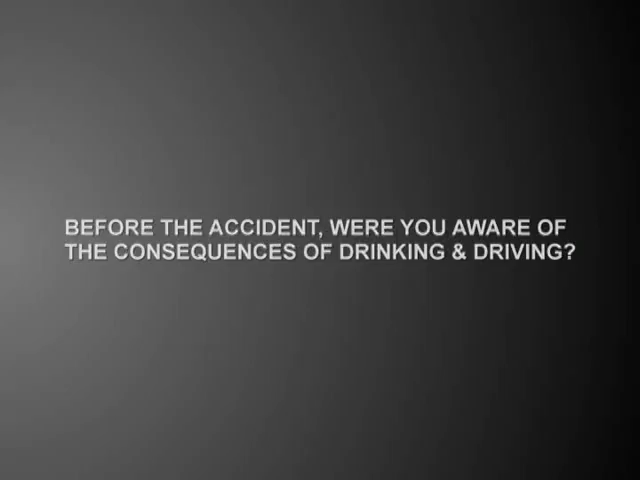 BEFORE THE ACCIDENT, WERE YOU AWARE OF
THE CONSEQUENCES OF DRINKING & DRIVING?